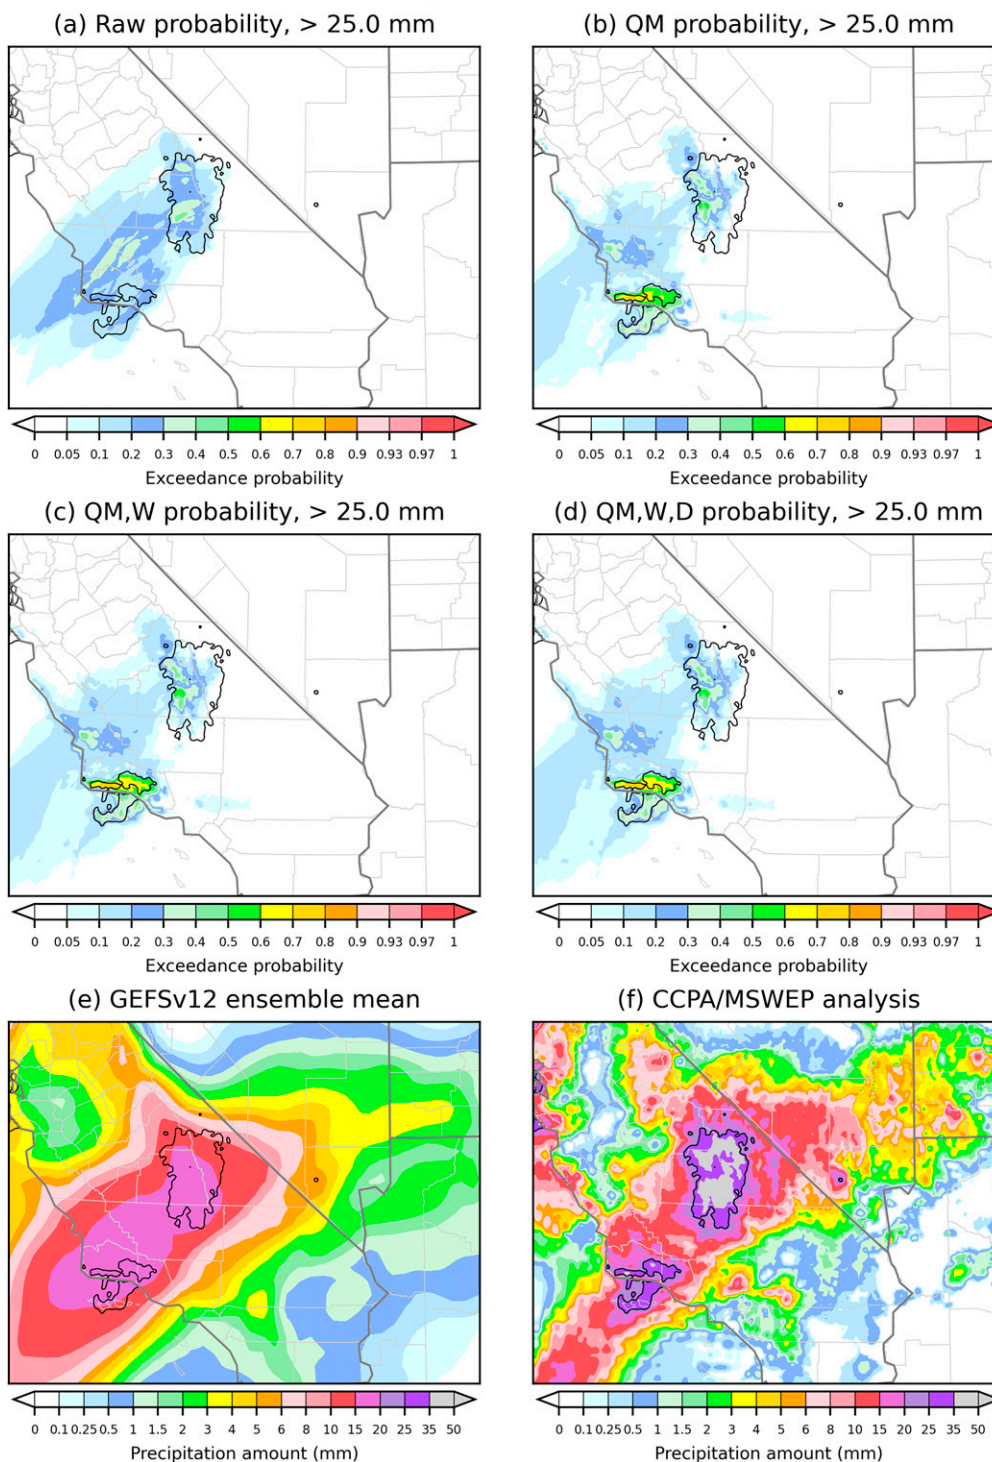 (a) Raw probability, > 25.0 mm
(b) QM probability, > 25.0 mm
0 0.05 0.1 0.2 0.3 0.4 0.5 0.6 0.7 0.8 0.9 0.93 0.97 1
Exceedance probability
0 0.05 0.1 0.2 0.3 0.4 0.5 0.6 0.7 0.8 0.9 0.93 0.97 1
Exceedance probability
(c) QM,W probability, > 25.0 mm
(d) QM,W,D probability, > 25.0 mm
0 0.05 0.1 0.2 0.3 0.4 0.5 0.6 0.7 0.8 0.9 0.93 0.97 1
Exceedance probability
0 0.05 0.1 0.2 0.3 0.4 0.5 0.6 0.7 0.8 0.9 0.93 0.97 1
Exceedance probability
(e) GEFSv12 ensemble mean
(f) CCPA/MSWEP analysis
0 0.1 0.25 0.5 1 1.5 2 3 4 5 6 8 10 15 20 25 35 50
Precipitation amount (mm)
0 0.1 0.25 0.5 1 1.5 2 3 4 5 6 8 10 15 20 25 35 50
Precipitation amount (mm)